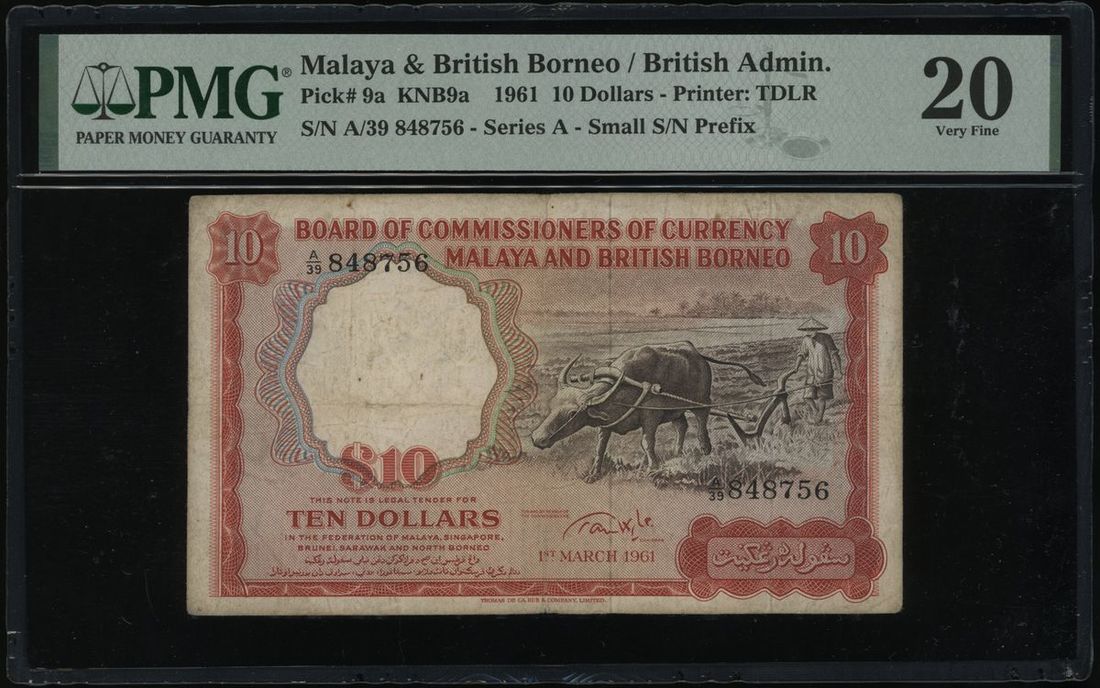 PMG®
PAPER MONEY GUARANTY
Malaya & British Borneo / British Admin.
Pick# 9a KNB9a 1961 10 Dollars - Printer: TDLR
S/N A/39 848756 - Series A - Small S/N Prefix
20
Very Fine
10
BOARD OF COMMISSIONERS OF CURRENCY
MALAYA AND BRITISH BORNEO
10
A/39 848756
$10
THIS NOTE IS LEGAL TENDER FOR
TEN DOLLARS
IN THE FEDERATION OF MALAYA, SINGAPORE,
BRUNEI, SARAWAK AND NORTH BORNEO
1ST MARCH 1961
A/39 848756
THOMAS DE LA RUE & COMPANY, LIMITED.